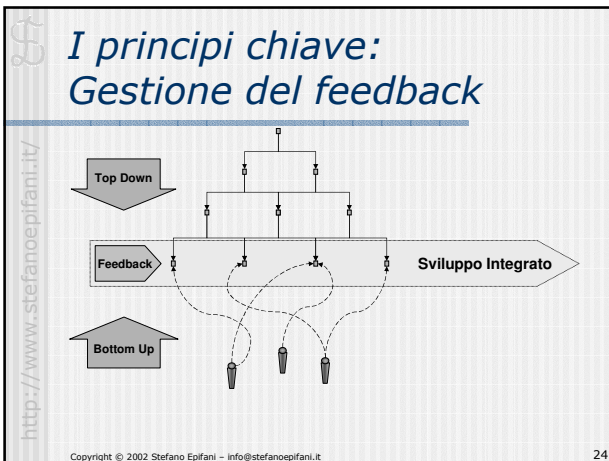 I principi chiave:
Gestione del feedback
http://www.stefanoepifani.it/
Top Down
Feedback
Sviluppo Integrato
Bottom Up
Copyright © 2002 Stefano Epifani – info@stefanoepifani.it
24